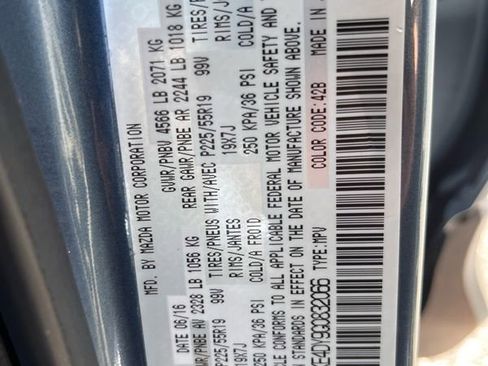 MFD. BY MAZDA MOTOR CORPORATION
DATE 06/16 GVWR/PNBV 4566 LB 2071 KG
GAWR/PNBE AV 2328 LB 1056 KG REAR GAWR/PNBE AR 2244 LB 1018 KG
P225/55R19 99V TIRES/PNEUS WITH/AVEC P225/55R19 99V TIRES/
19X7J RIMS/JANTES 19X7J RIMS/
250 KPA/36 PSI COLD/A FROID 250 KPA/36 PSI COLD/A
CONFORMS TO ALL APPLICABLE FEDERAL MOTOR VEHICLE SAFETY AND
STANDARDS IN EFFECT ON THE DATE OF MANUFACTURE SHOWN ABOVE.
TYPE: MPV COLOR CODE: 42B MADE IN